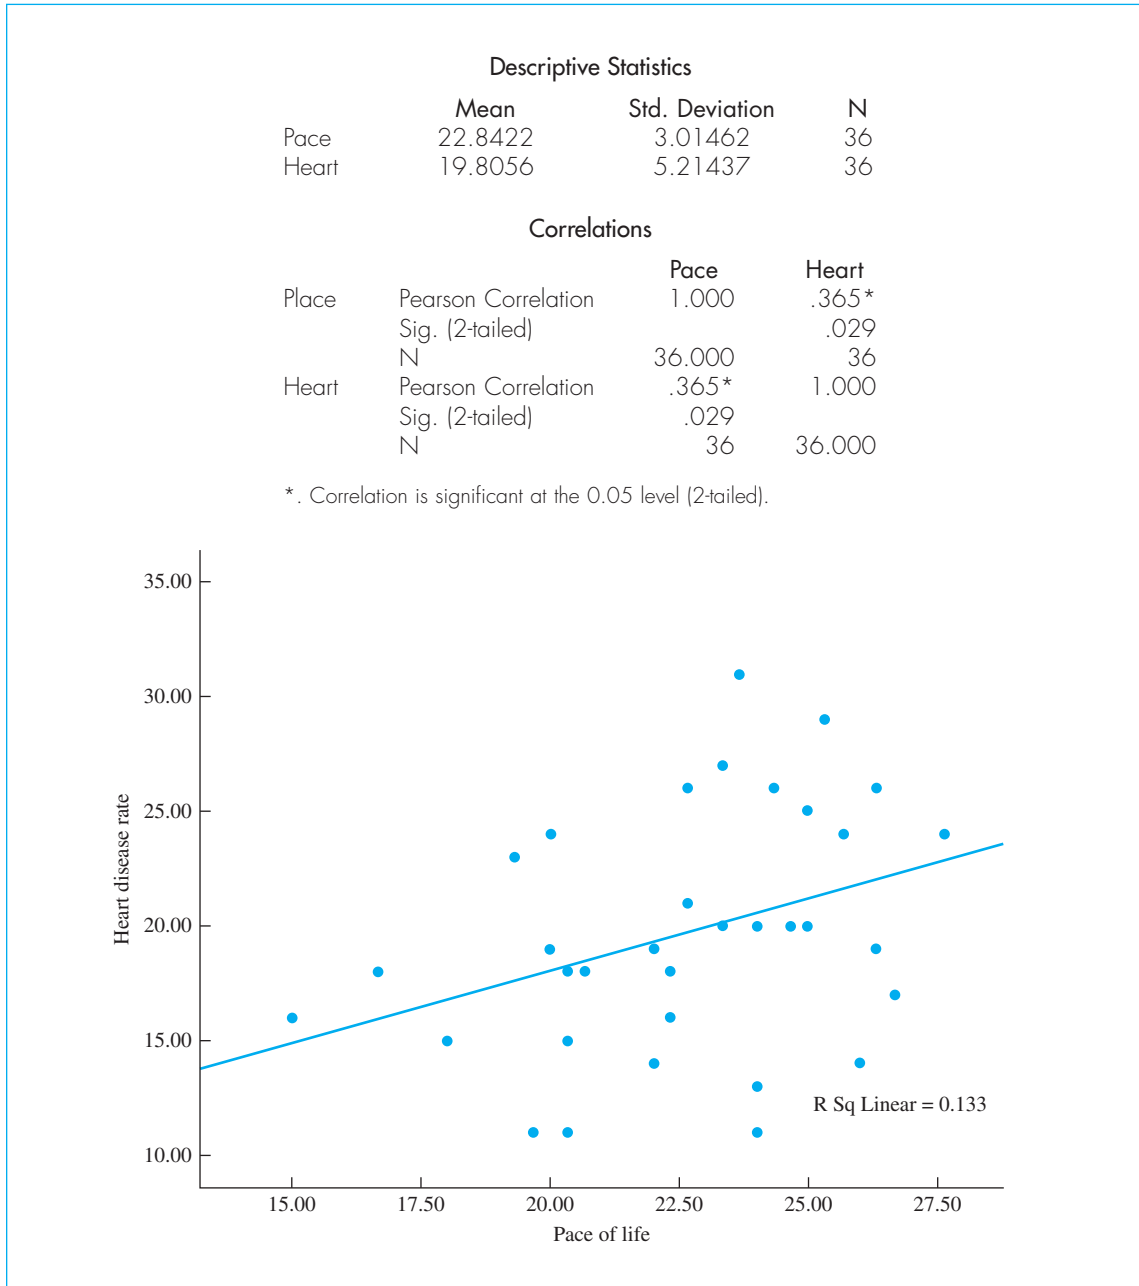 Descriptive Statistics
Mean Std. Deviation N
Pace 22.8422 3.01462 36
Heart 19.8056 5.21437 36
Correlations
Pace Heart
Place Pearson Correlation 1.000 .365*
Sig. (2-tailed) .029
N 36.000 36
Heart Pearson Correlation .365* 1.000
Sig. (2-tailed) .029
N 36 36.000
*. Correlation is significant at the 0.05 level (2-tailed).
35.00
30.00
25.00
20.00
15.00
10.00
Heart disease rate
R Sq Linear = 0.133
15.00 17.50 20.00 22.50 25.00 27.50
Pace of life